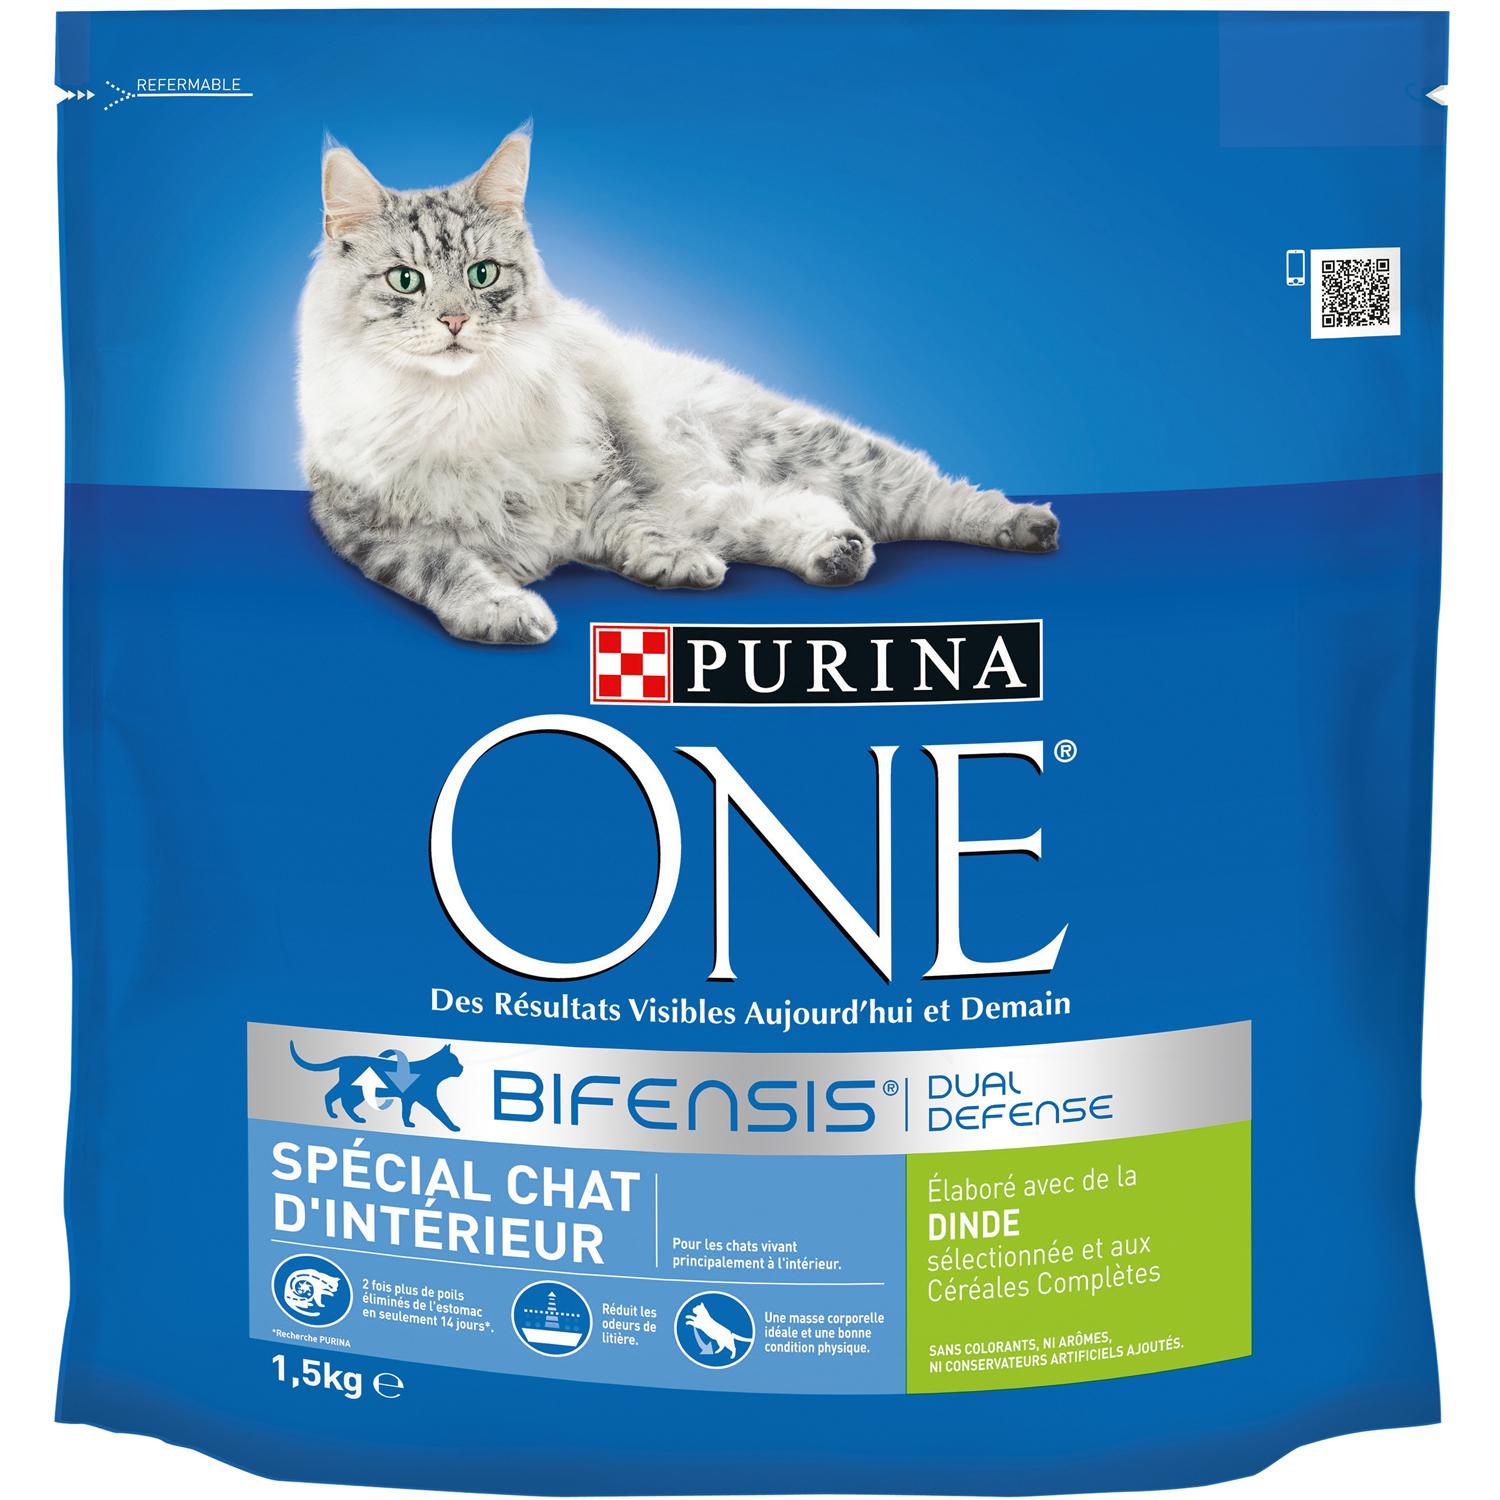 REFERMABLE
PURINA
ONE®
Des Résultats Visibles Aujourd'hui et Demain
BIFENSIS® | DUAL
DEFENSE
SPÉCIAL CHAT
D'INTÉRIEUR
Pour les chats vivant
principalement à l'intérieur.
2 fois plus de poils
éliminés de l'estomac
en seulement 14 jours*.
*Recherche PURINA
Réduit les
odeurs de
litière.
Une masse corporelle
idéale et une bonne
condition physique.
Élaboré avec de la
DINDE
sélectionnée et aux
Céréales Complètes
SANS COLORANTS, NI ARÔMES,
NI CONSERVATEURS ARTIFICIELS AJOUTÉS.
1,5kg ℮